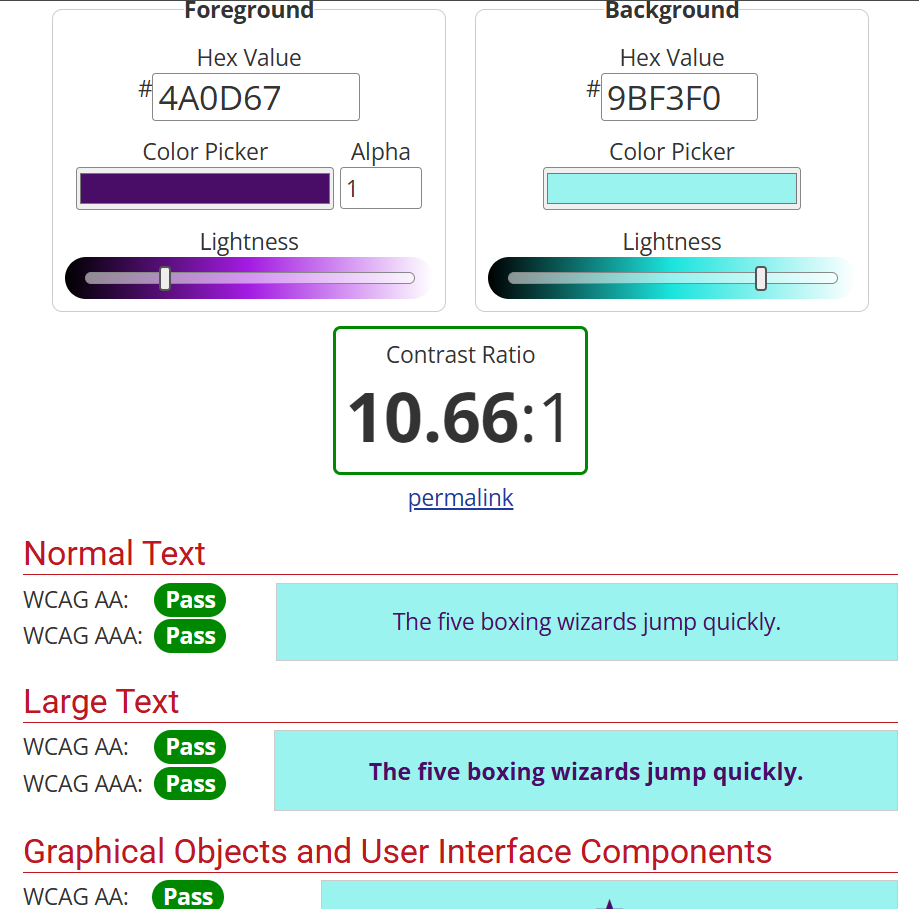 Foreground
Background
Hex Value
#4A0D67
Hex Value
#9BF3F0
Color Picker
Alpha
1
Color Picker
Lightness
Lightness
Contrast Ratio
10.66:1
permalink
Normal Text
WCAG AA: Pass
WCAG AAA: Pass
The five boxing wizards jump quickly.
Large Text
WCAG AA: Pass
WCAG AAA: Pass
The five boxing wizards jump quickly.
Graphical Objects and User Interface Components
WCAG AA: Pass